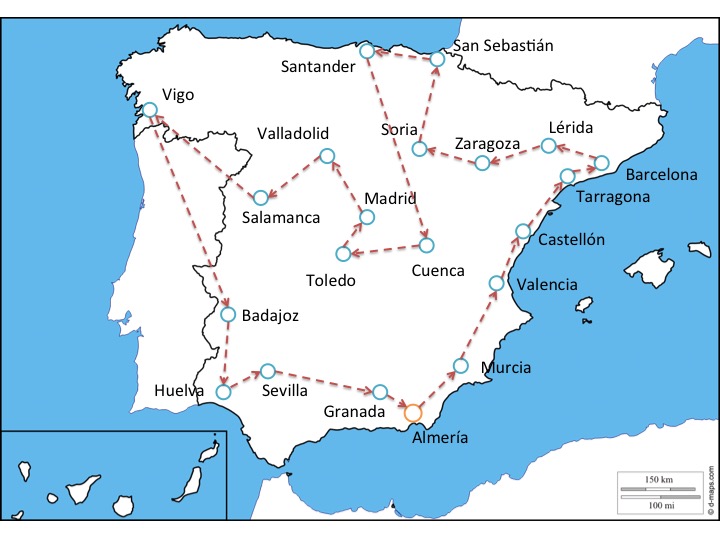 San Sebastián
Santander
Vigo
Soria
Lérida
Valladolid
Zaragoza
Barcelona
Madrid
Tarragona
Salamanca
Castellón
Cuenca
Toledo
Valencia
Badajoz
Murcia
Huelva
Sevilla
Granada
Almería
150 km
100 mi
© d-maps.com